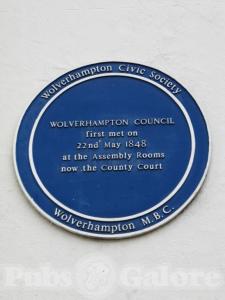 Wolverhampton Civic Society
WOLVERHAMPTON COUNCIL
first met on
22nd May 1848
at the Assembly Rooms
now the County Court
Wolverhampton M.B.C.
Pubs Galore